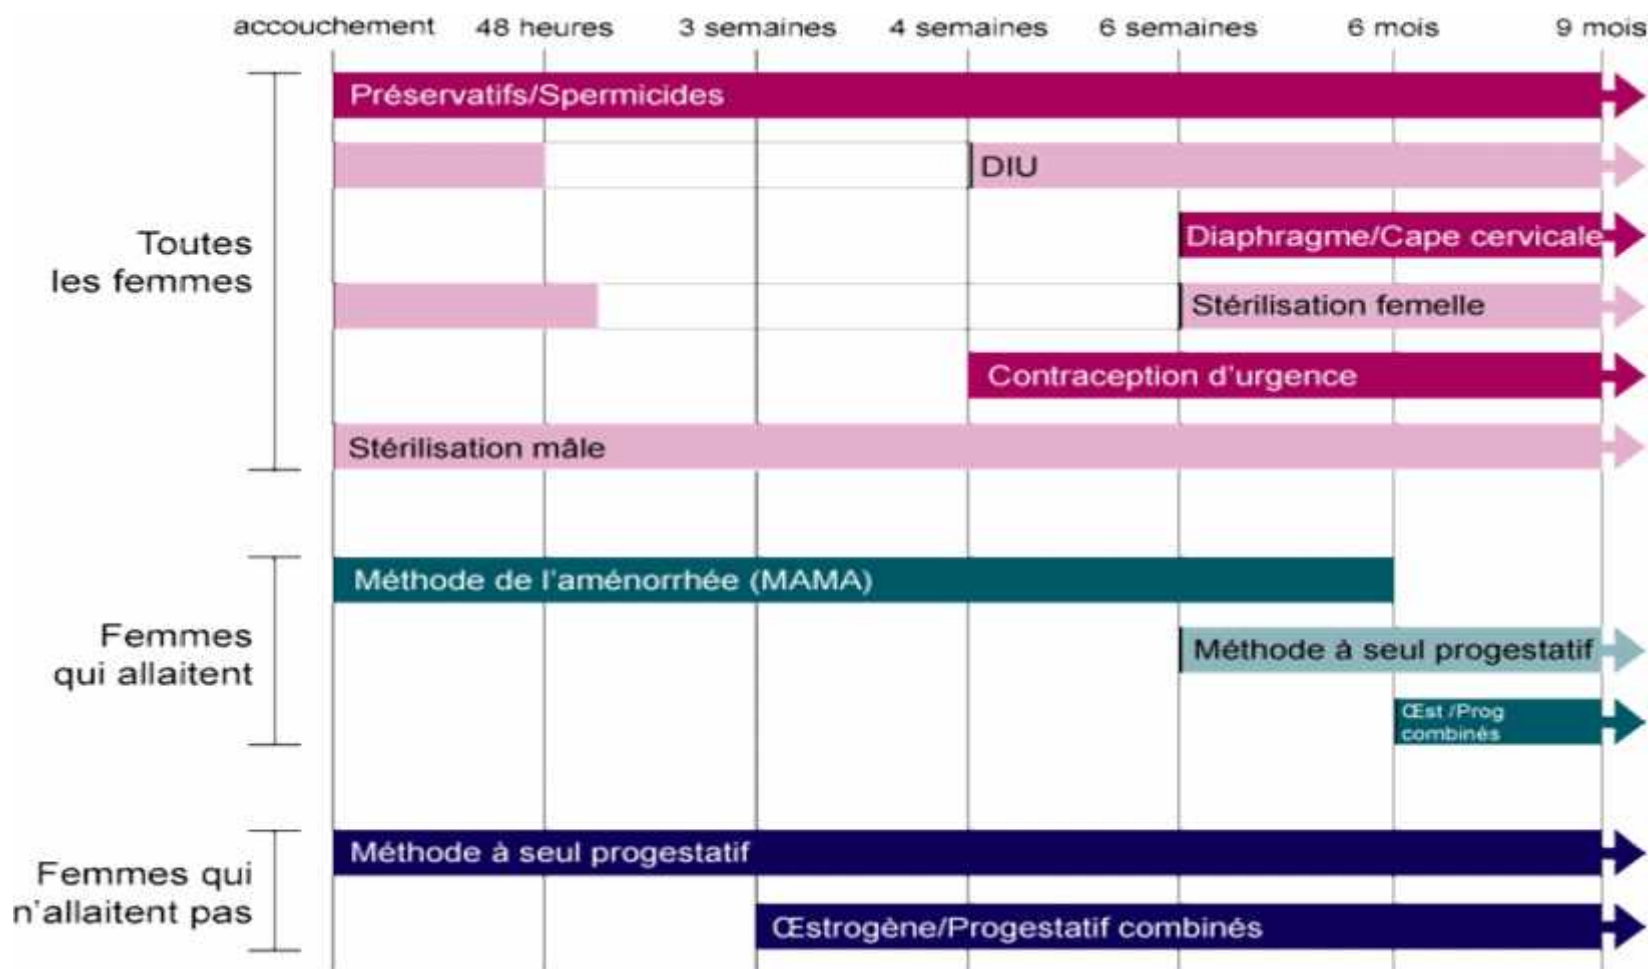 accouchement 48 heures 3 semaines 4 semaines 6 semaines 6 mois 9 mois
Toutes
les femmes
Préservatifs/Spermicides
DIU
Diaphragme/Cape cervicale
Stérilisation femelle
Contraception d'urgence
Stérilisation mâle
Femmes
qui allaitent
Méthode de l'aménorrhée (MAMA)
Méthode à seul progestatif
Œst /Prog
combinés
Femmes qui
n'allaitent pas
Méthode à seul progestatif
Œstrogène/Progestatif combinés